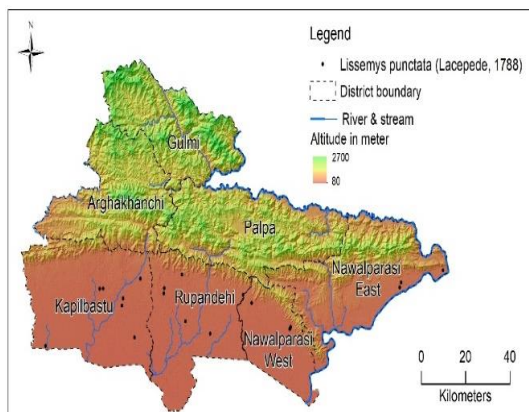 N
Legend
Lissemys punctata (Lacepede, 1788)
District boundary
River & stream
Altitude in meter
2700
80
Gulmi
Arghakhanchi
Palpa
Nawalparasi
East
Kapilbastu
Rupandehi
Nawalparasi
West
0 10 20 40
Kilometers